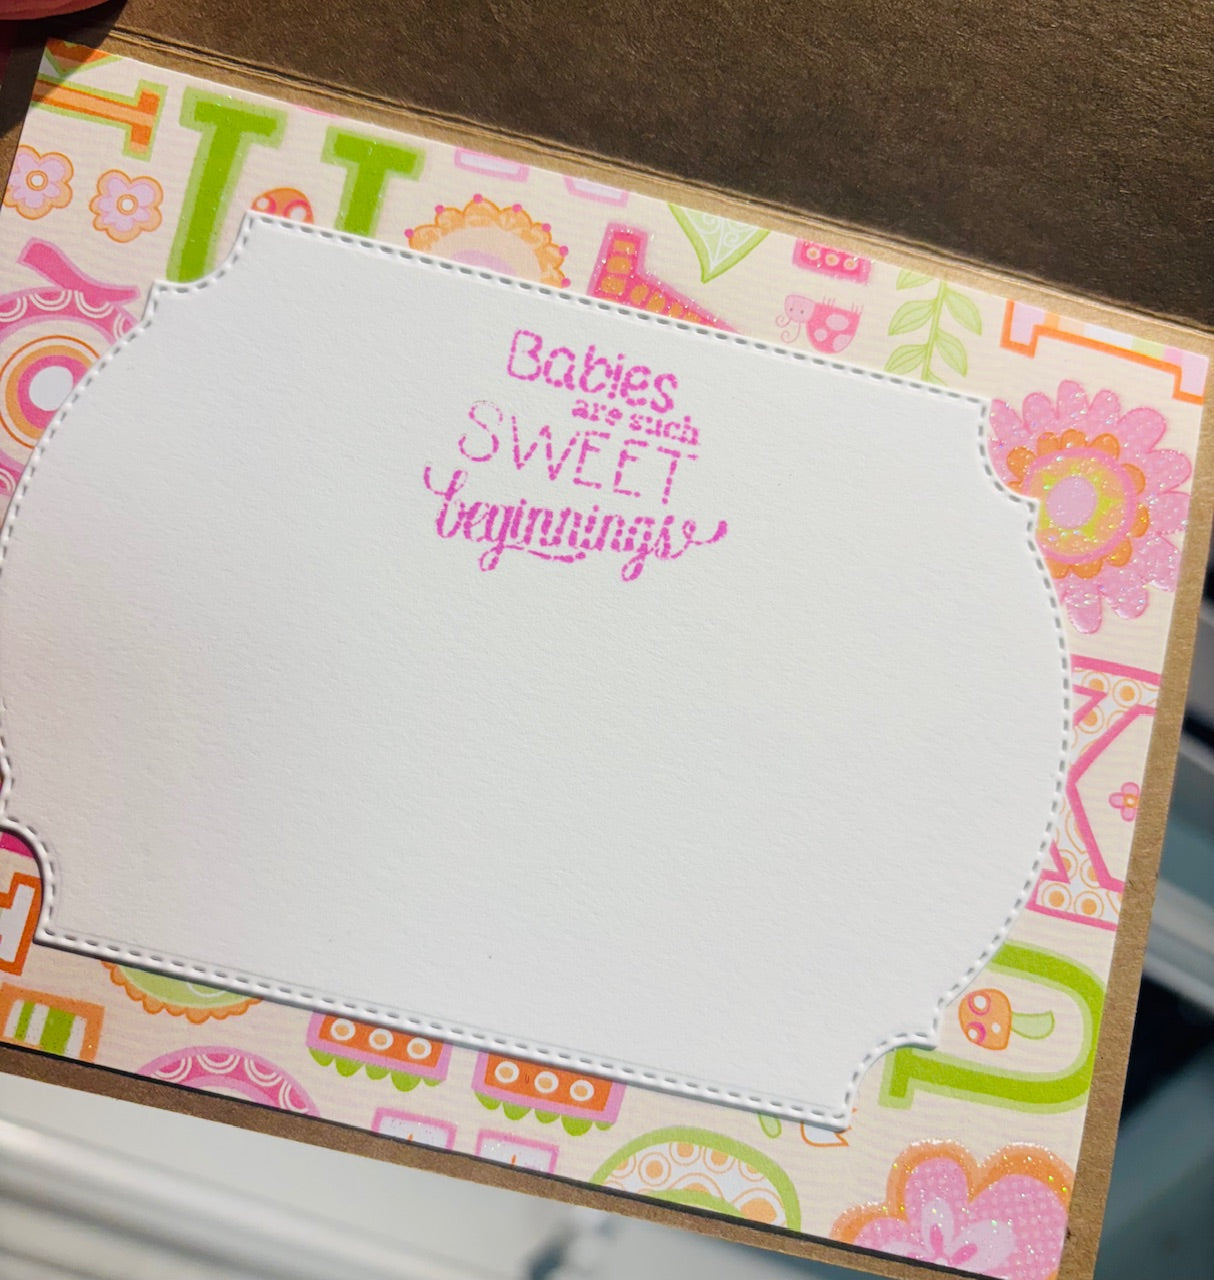 Babies
are such
SWEET
beginnings